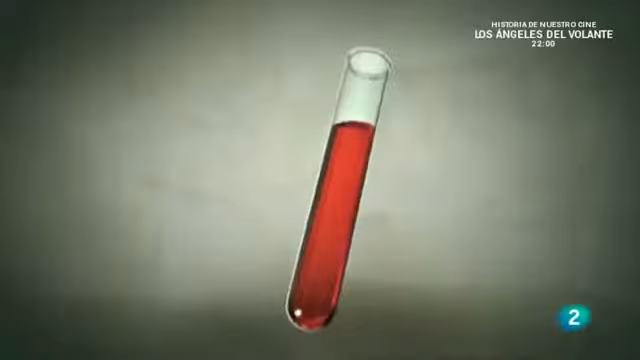 HISTORIA DE NUESTRO CINE
LOS ÁNGELES DEL VOLANTE
22:00
2